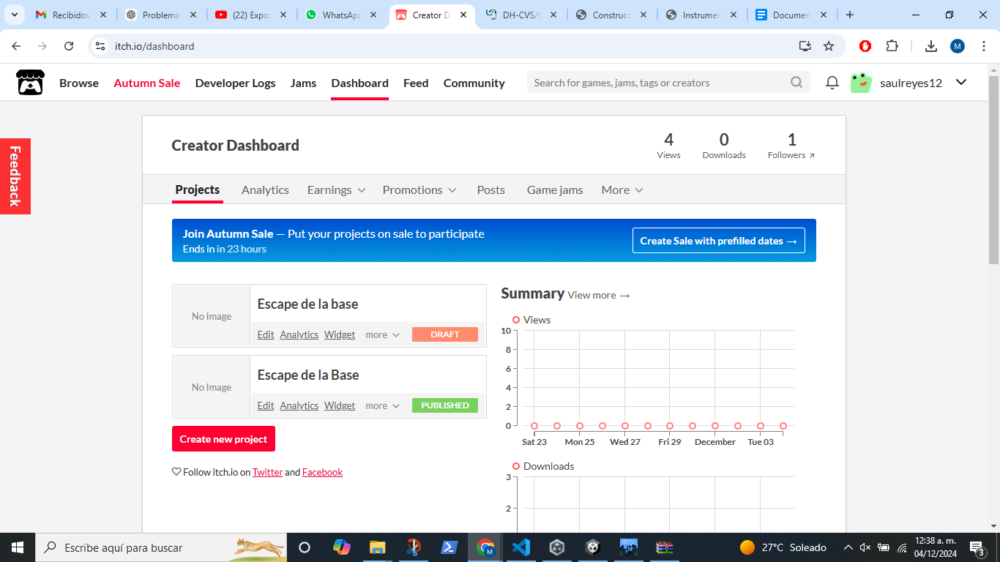 Recibidos
Problema
(22) Expo
WhatsApp
Creator D
DH-CVS/
Construcc
Instrumen
Documen
itch.io/dashboard
M
Browse
Autumn Sale
Developer Logs
Jams
Dashboard
Feed
Community
Search for games, jams, tags or creators
saulreyes12
Feedback
Creator Dashboard
4
Views
0
Downloads
1
Followers ↗
Projects
Analytics
Earnings
Promotions
Posts
Game jams
More
Join Autumn Sale — Put your projects on sale to participate
Ends in in 23 hours
Create Sale with prefilled dates →
No Image
Escape de la base
Edit Analytics Widget more DRAFT
No Image
Escape de la Base
Edit Analytics Widget more PUBLISHED
Create new project
Follow itch.io on Twitter and Facebook
Summary View more →
Views
10
8
6
4
2
0
Sat 23 Mon 25 Wed 27 Fri 29 December Tue 03
Downloads
3
2
Escribe aquí para buscar
27°C Soleado
12:38 a. m.
04/12/2024
3